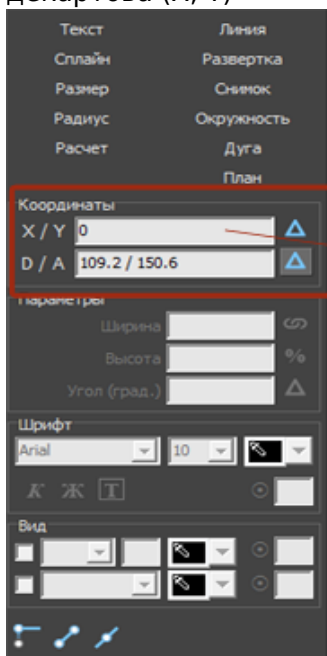 декартова (X, Y)
Текст Линия
Сплайн Развертка
Размер Снимок
Радиус Окружность
Расчет Дуга
План
Координаты
X / Y 0
D / A 109.2 / 150.6
Параметры
Ширина
Высота %
Угол (град.)
Шрифт
Arial 10
К Ж T
Вид